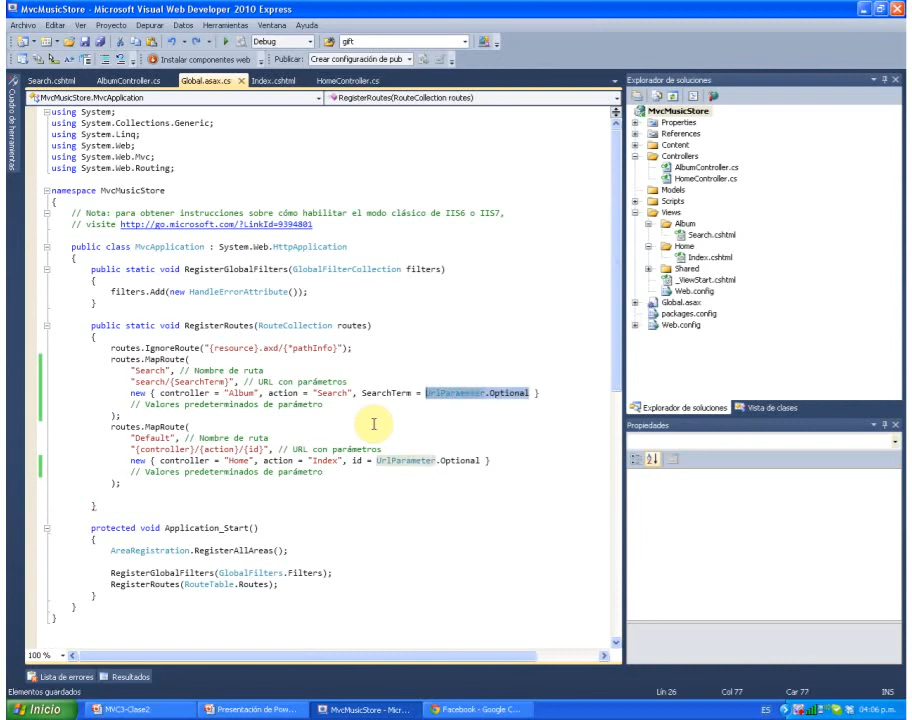 MvcMusicStore - Microsoft Visual Web Developer 2010 Express
Archivo Editar Ver Proyecto Depurar Datos Herramientas Ventana Ayuda
Debug gift
Instalar componentes web Publicar: Crear configuración de pub
Search.cshtml AlbumController.cs Global.asax.cs Index.cshtml HomeController.cs
MvcMusicStore.MvcApplication RegisterRoutes(RouteCollection routes)
Cuadro de herramientas
using System;
using System.Collections.Generic;
using System.Linq;
using System.Web;
using System.Web.Mvc;
using System.Web.Routing;
namespace MvcMusicStore
{
// Nota: para obtener instrucciones sobre cómo habilitar el modo clásico de IIS6 o IIS7,
// visite http://go.microsoft.com/?LinkId=9394801
public class MvcApplication : System.Web.HttpApplication
{
public static void RegisterGlobalFilters(GlobalFilterCollection filters)
{
filters.Add(new HandleErrorAttribute());
}
public static void RegisterRoutes(RouteCollection routes)
{
routes.IgnoreRoute("{resource}.axd/{*pathInfo}");
routes.MapRoute(
"Search", // Nombre de ruta
"search/{SearchTerm}", // URL con parámetros
new { controller = "Album", action = "Search", SearchTerm = UrlParameter.Optional }
// Valores predeterminados de parámetro
);
routes.MapRoute(
"Default", // Nombre de ruta
"{controller}/{action}/{id}", // URL con parámetros
new { controller = "Home", action = "Index", id = UrlParameter.Optional }
// Valores predeterminados de parámetro
);
}
protected void Application_Start()
{
AreaRegistration.RegisterAllAreas();
RegisterGlobalFilters(GlobalFilters.Filters);
RegisterRoutes(RouteTable.Routes);
}
}
}
100 %
Explorador de soluciones
MvcMusicStore
Properties
References
Content
Controllers
AlbumController.cs
HomeController.cs
Models
Scripts
Views
Album
Search.cshtml
Home
Index.cshtml
Shared
_ViewStart.cshtml
Web.config
Global.asax
packages.config
Web.config
Explorador de soluciones Vista de clases
Propiedades
Lista de errores Resultados
Elementos guardados Lín 26 Col 77 Car 77 INS
Inicio MVC3-Clase2 Presentación de Pow... MvcMusicStore - Micr... Facebook - Google C... ES 04:06 p.m.